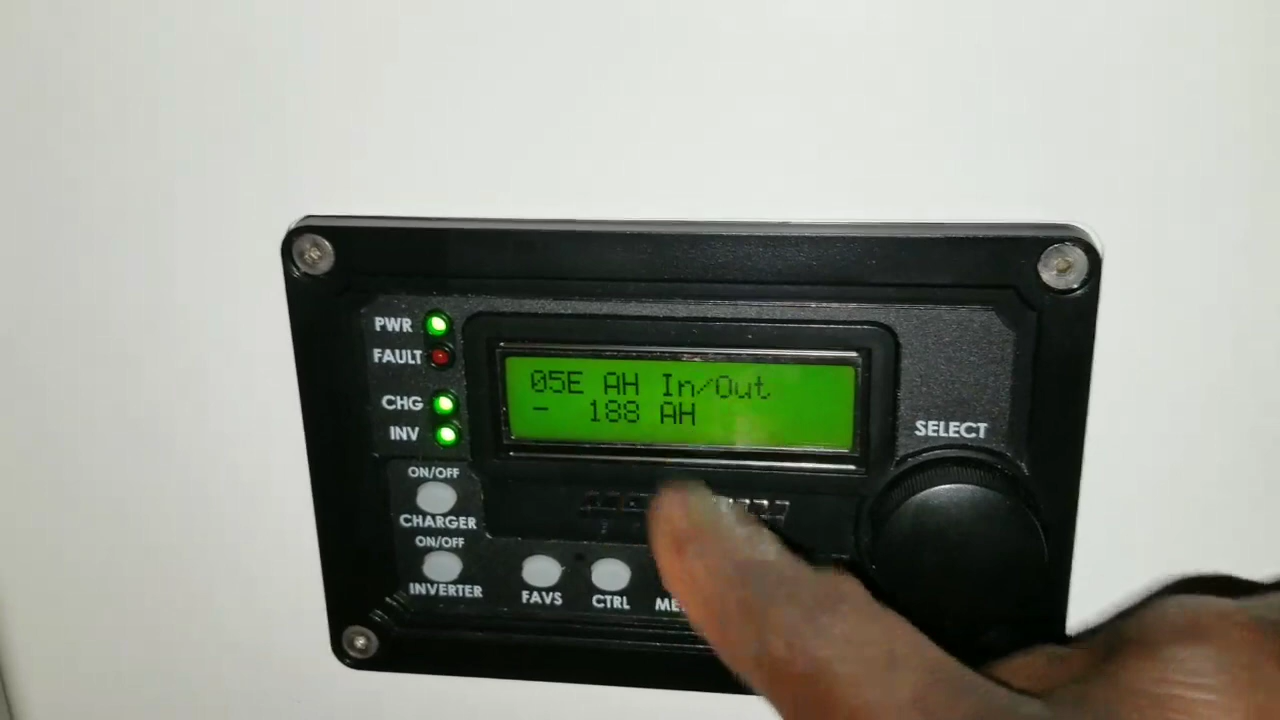 PWR
FAULT
CHG
INV
05E AH In/Out
- 188 AH
SELECT
ON/OFF
CHARGER
ON/OFF
INVERTER
FAVS
CTRL